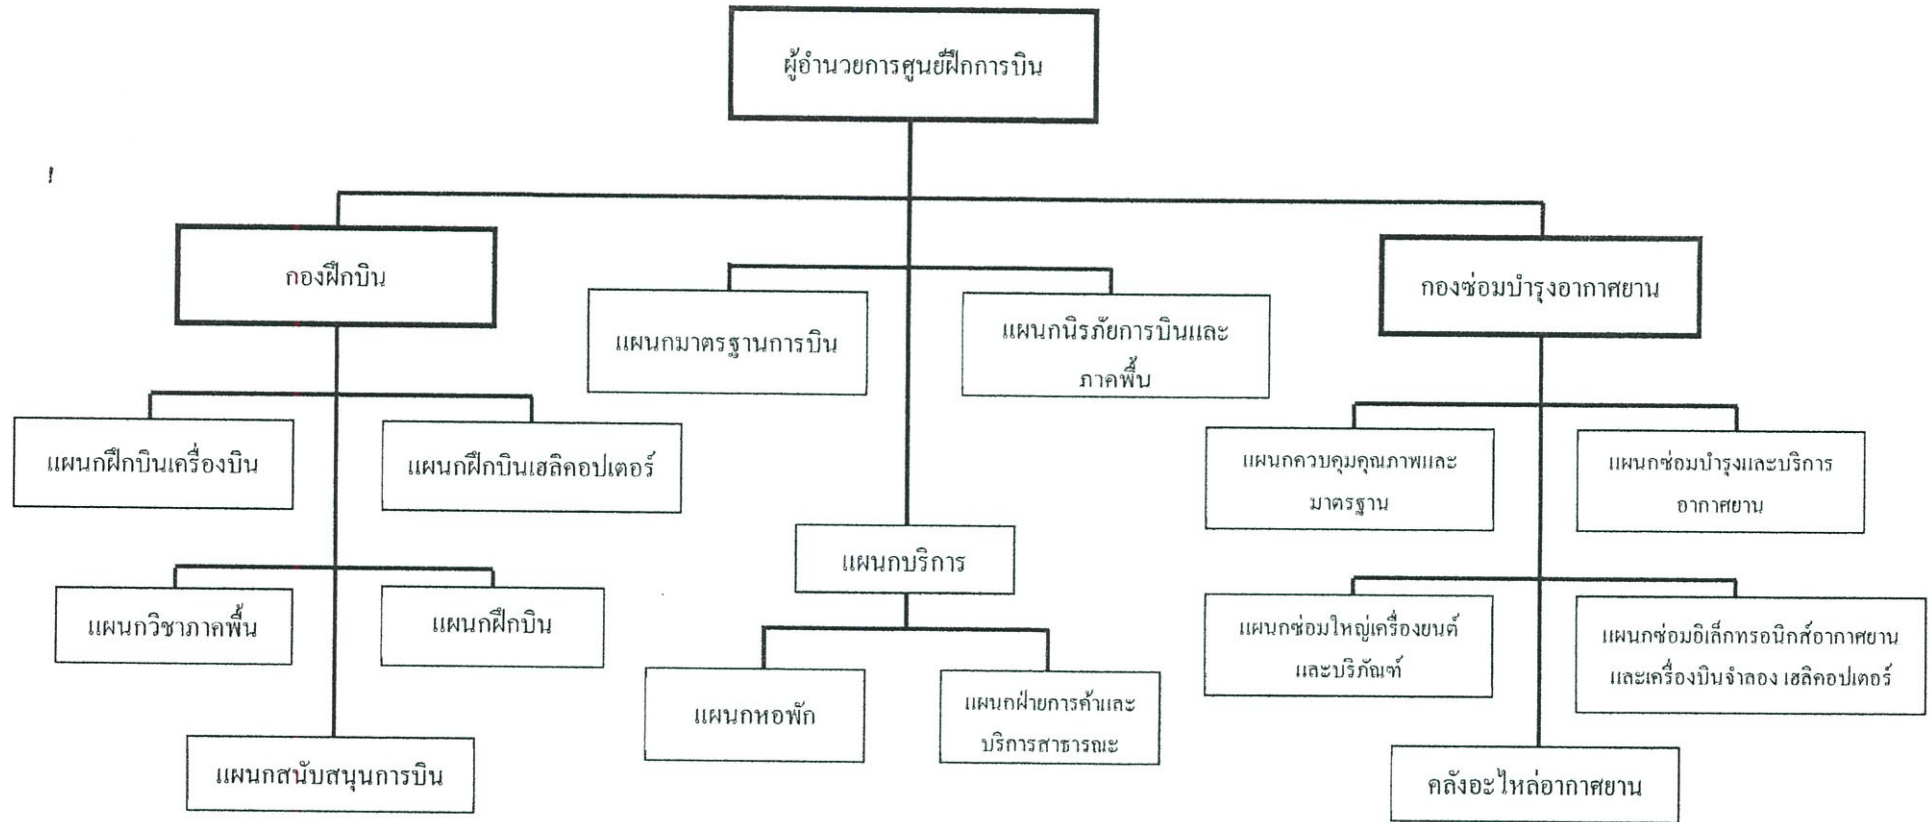 ผู้อำนวยการศูนย์ฝึกการบิน
กองฝึกบิน
กองซ่อมบำรุงอากาศยาน
แผนกมาตรฐานการบิน
แผนกนิรภัยการบินและ
ภาคพื้น
แผนกฝึกบินเครื่องบิน
แผนกฝึกบินเฮลิคอปเตอร์
แผนกควบคุมคุณภาพและ
มาตรฐาน
แผนกซ่อมบำรุงและบริการ
อากาศยาน
แผนกบริการ
แผนกวิชาภาคพื้น
แผนกฝึกบิน
แผนกซ่อมใหญ่เครื่องยนต์
และบริภัณฑ์
แผนกซ่อมอิเล็กทรอนิกส์อากาศยาน
และเครื่องบินจำลอง เฮลิคอปเตอร์
แผนกหอพัก
แผนกฝ่ายการค้าและ
บริการสาธารณะ
แผนกสนับสนุนการบิน
คลังอะไหล่อากาศยาน